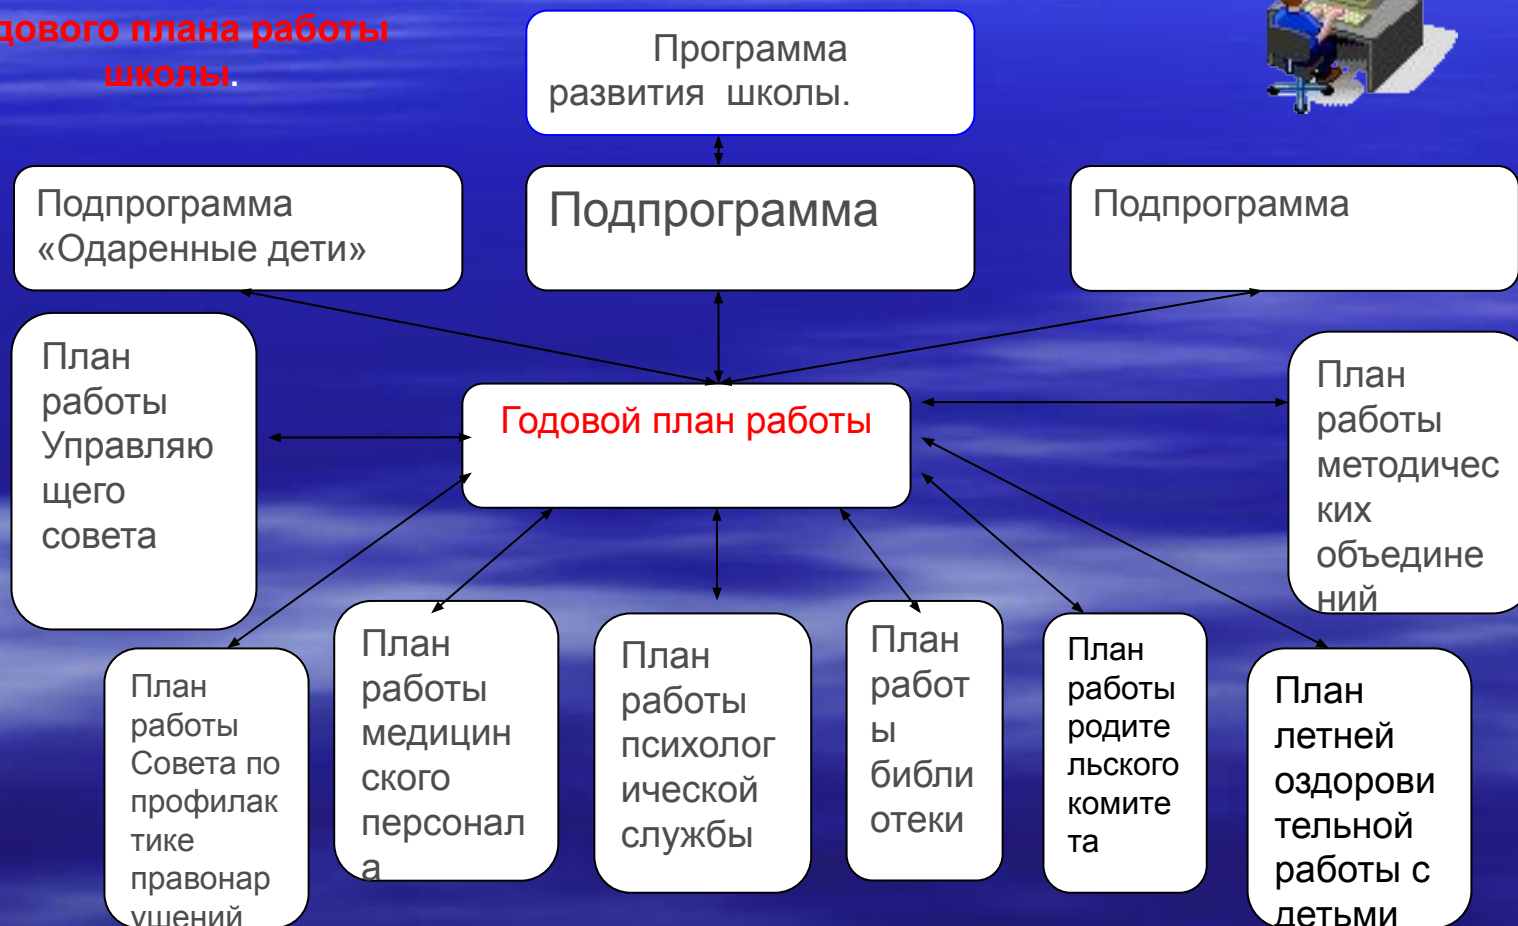 дового плана работы
школы.
Программа
развития школы.
Подпрограмма
«Одаренные дети»
Подпрограмма
Подпрограмма
План
работы
Управляю
щего
совета
Годовой план работы
План
работы
методичес
ких
объедине
ний
План
работы
Совета по
профилак
тике
правонар
ушений
План
работы
медицин
ского
персонал
а
План
работы
психолог
ической
службы
План
работ
ы
библи
отеки
План
работы
родите
льского
комите
та
План
летней
оздорови
тельной
работы с
детьми